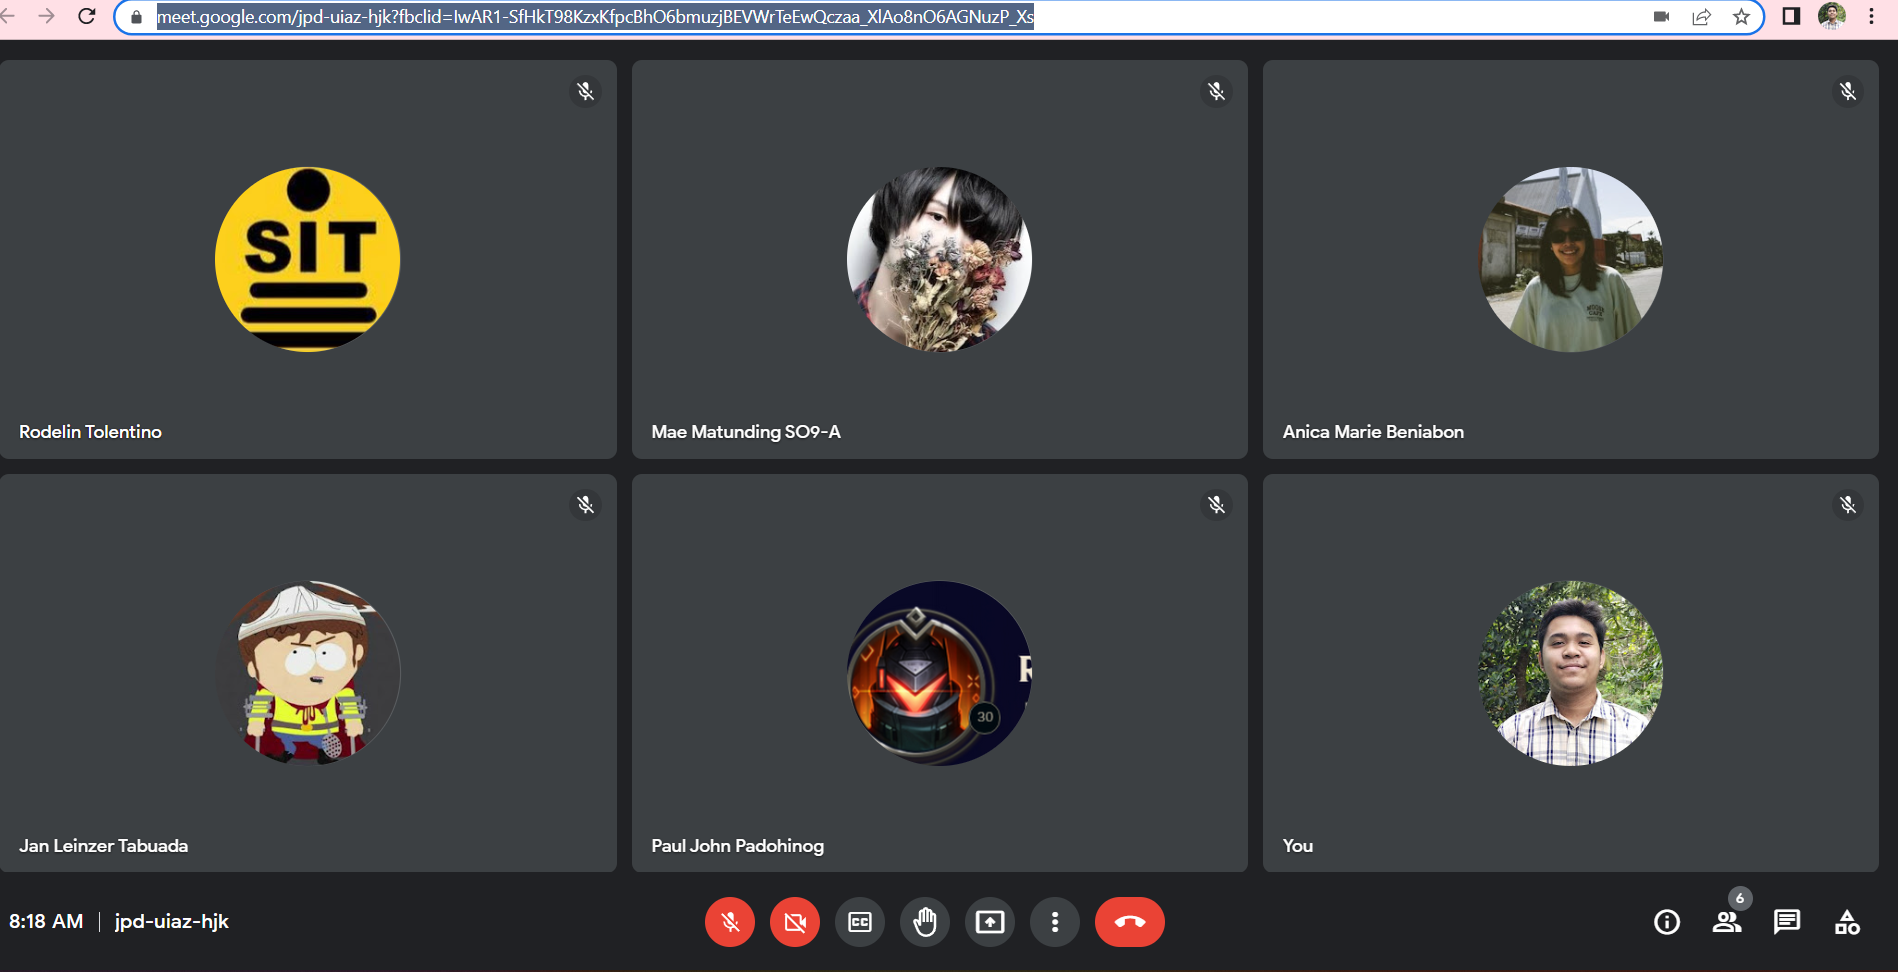 meet.google.com/jpd-uiaz-hjk?fbclid=IwAR1-SfHkT98KzxKfpcBhO6bmuzjBEVWrTeEwQczaa_XlAo8nO6AGNuzP_Xs
SIT
Rodelin Tolentino
Mae Matunding SO9-A
Anica Marie Beniabon
R
30
Jan Leinzer Tabuada
Paul John Padohinog
You
8:18 AM | jpd-uiaz-hjk
CC
6